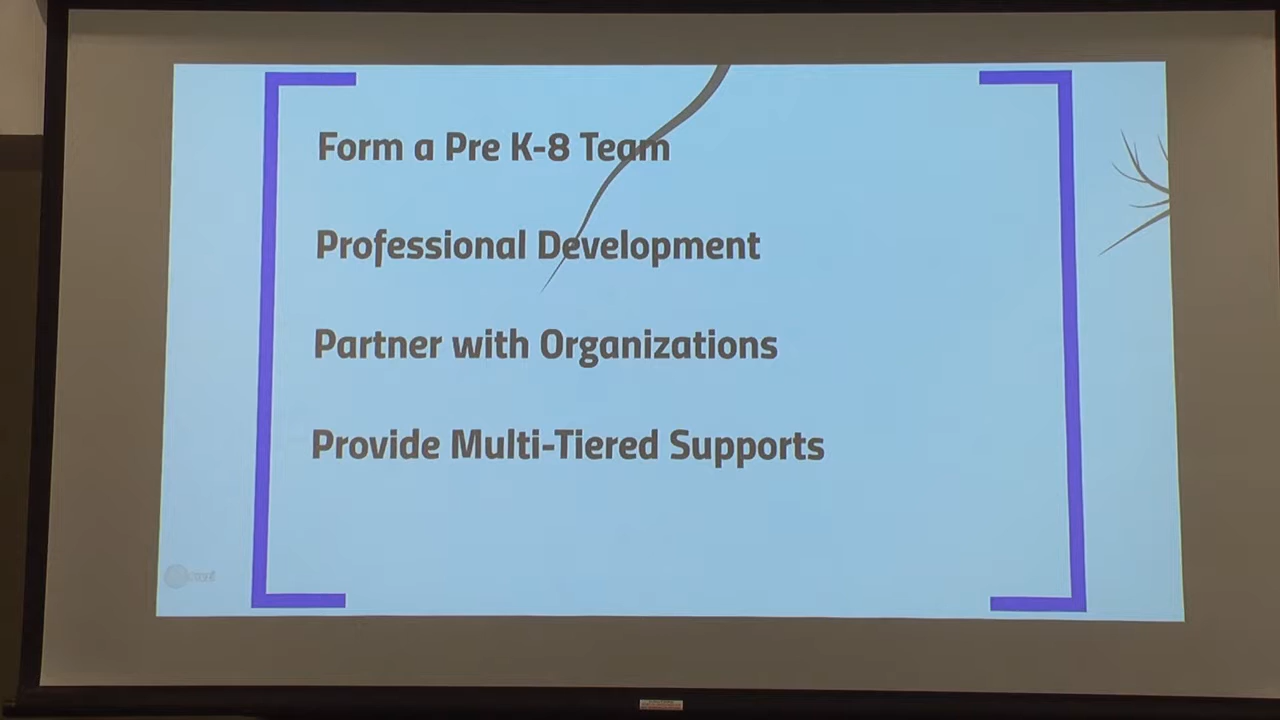 Form a Pre K-8 Team
Professional Development
Partner with Organizations
Provide Multi-Tiered Supports